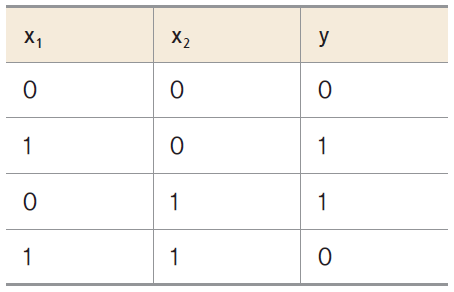 x₁ x₂ y
0 0 0
1 0 1
0 1 1
1 1 0